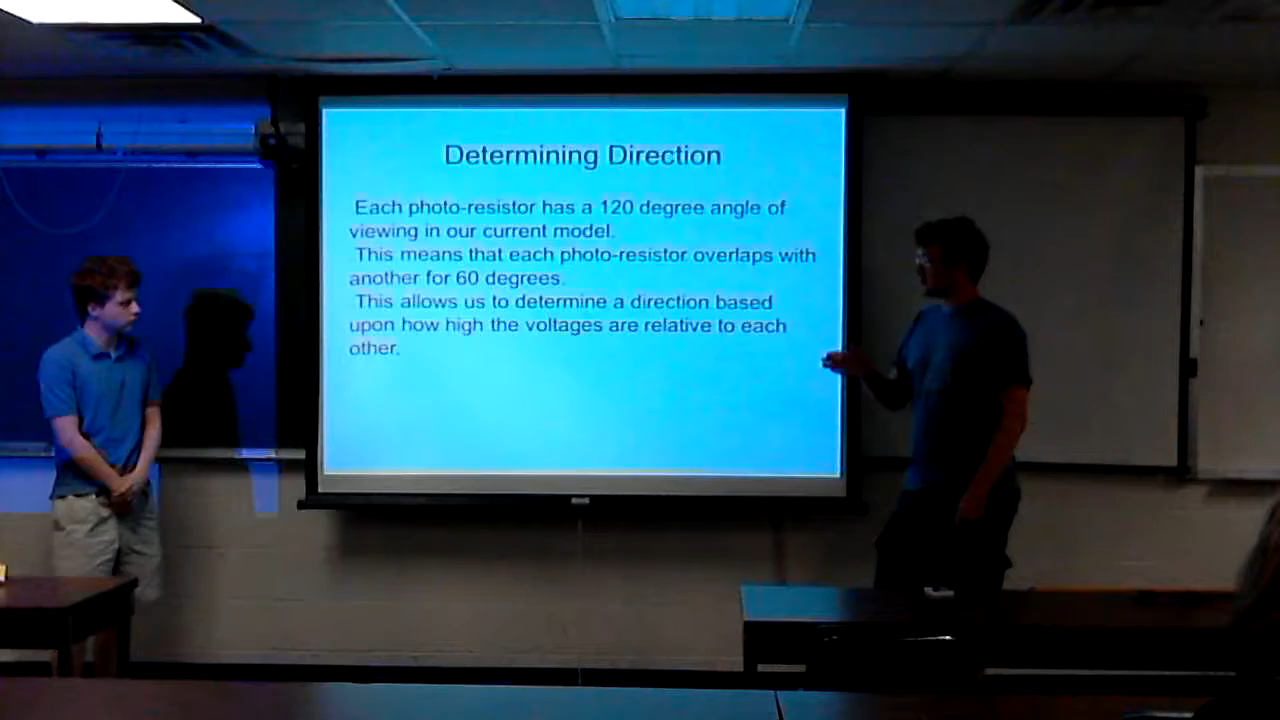 Determining Direction
Each photo-resistor has a 120 degree angle of
viewing in our current model.
This means that each photo-resistor overlaps with
another for 60 degrees.
This allows us to determine a direction based
upon how high the voltages are relative to each
other.